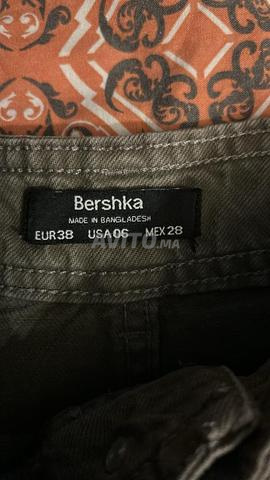 Bershka
MADE IN BANGLADESH
AVITO.ma
EUR38 USA06 MEX28